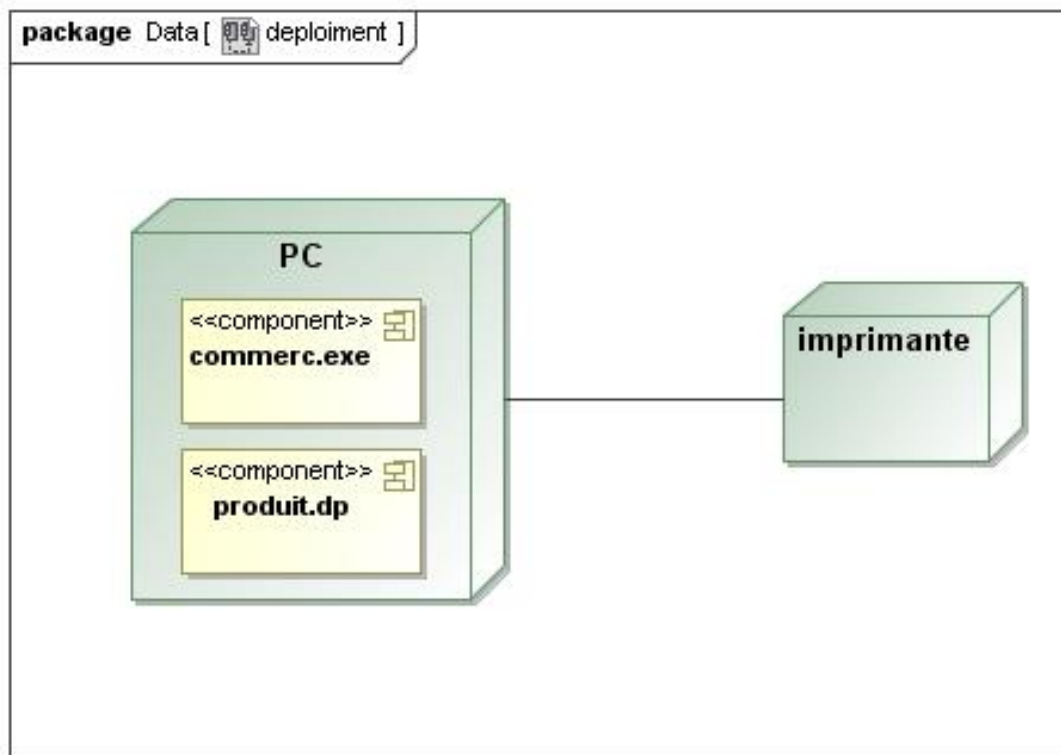 package Data [ deploiment ]
PC
<<component>>
commerc.exe
<<component>>
produit.dp
imprimante